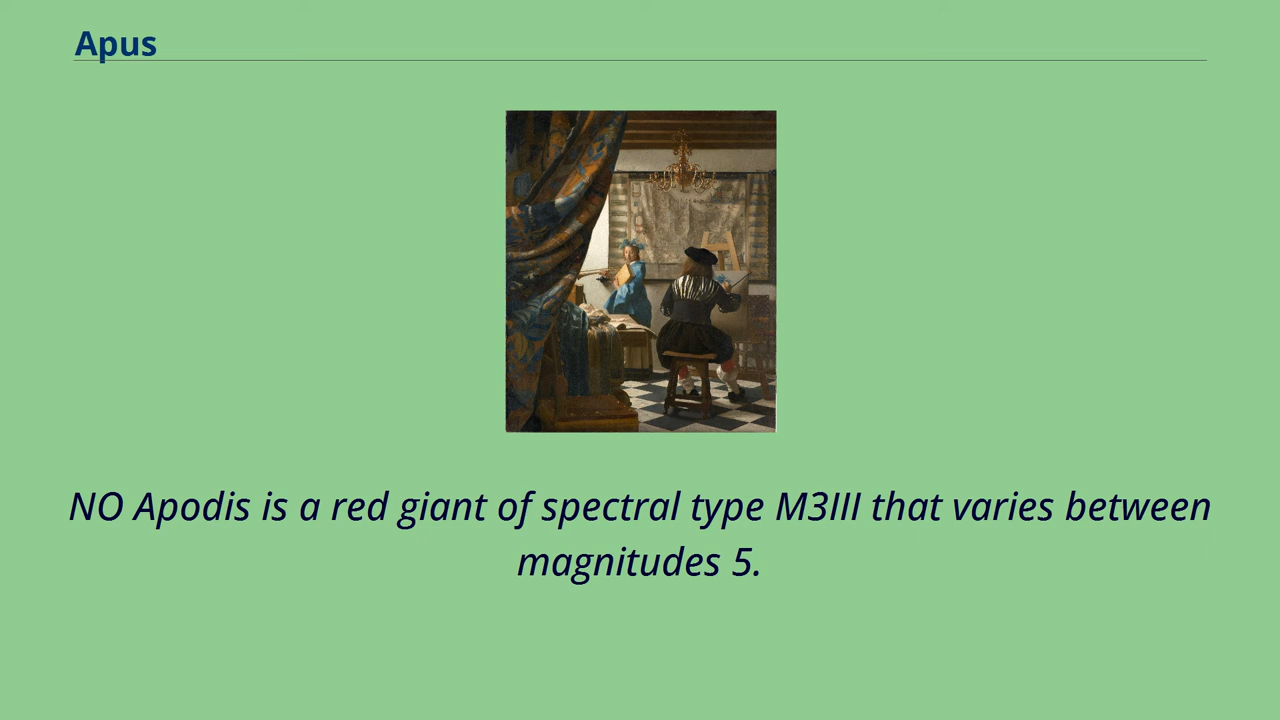 Apus
NO Apodis is a red giant of spectral type M3III that varies between
magnitudes 5.